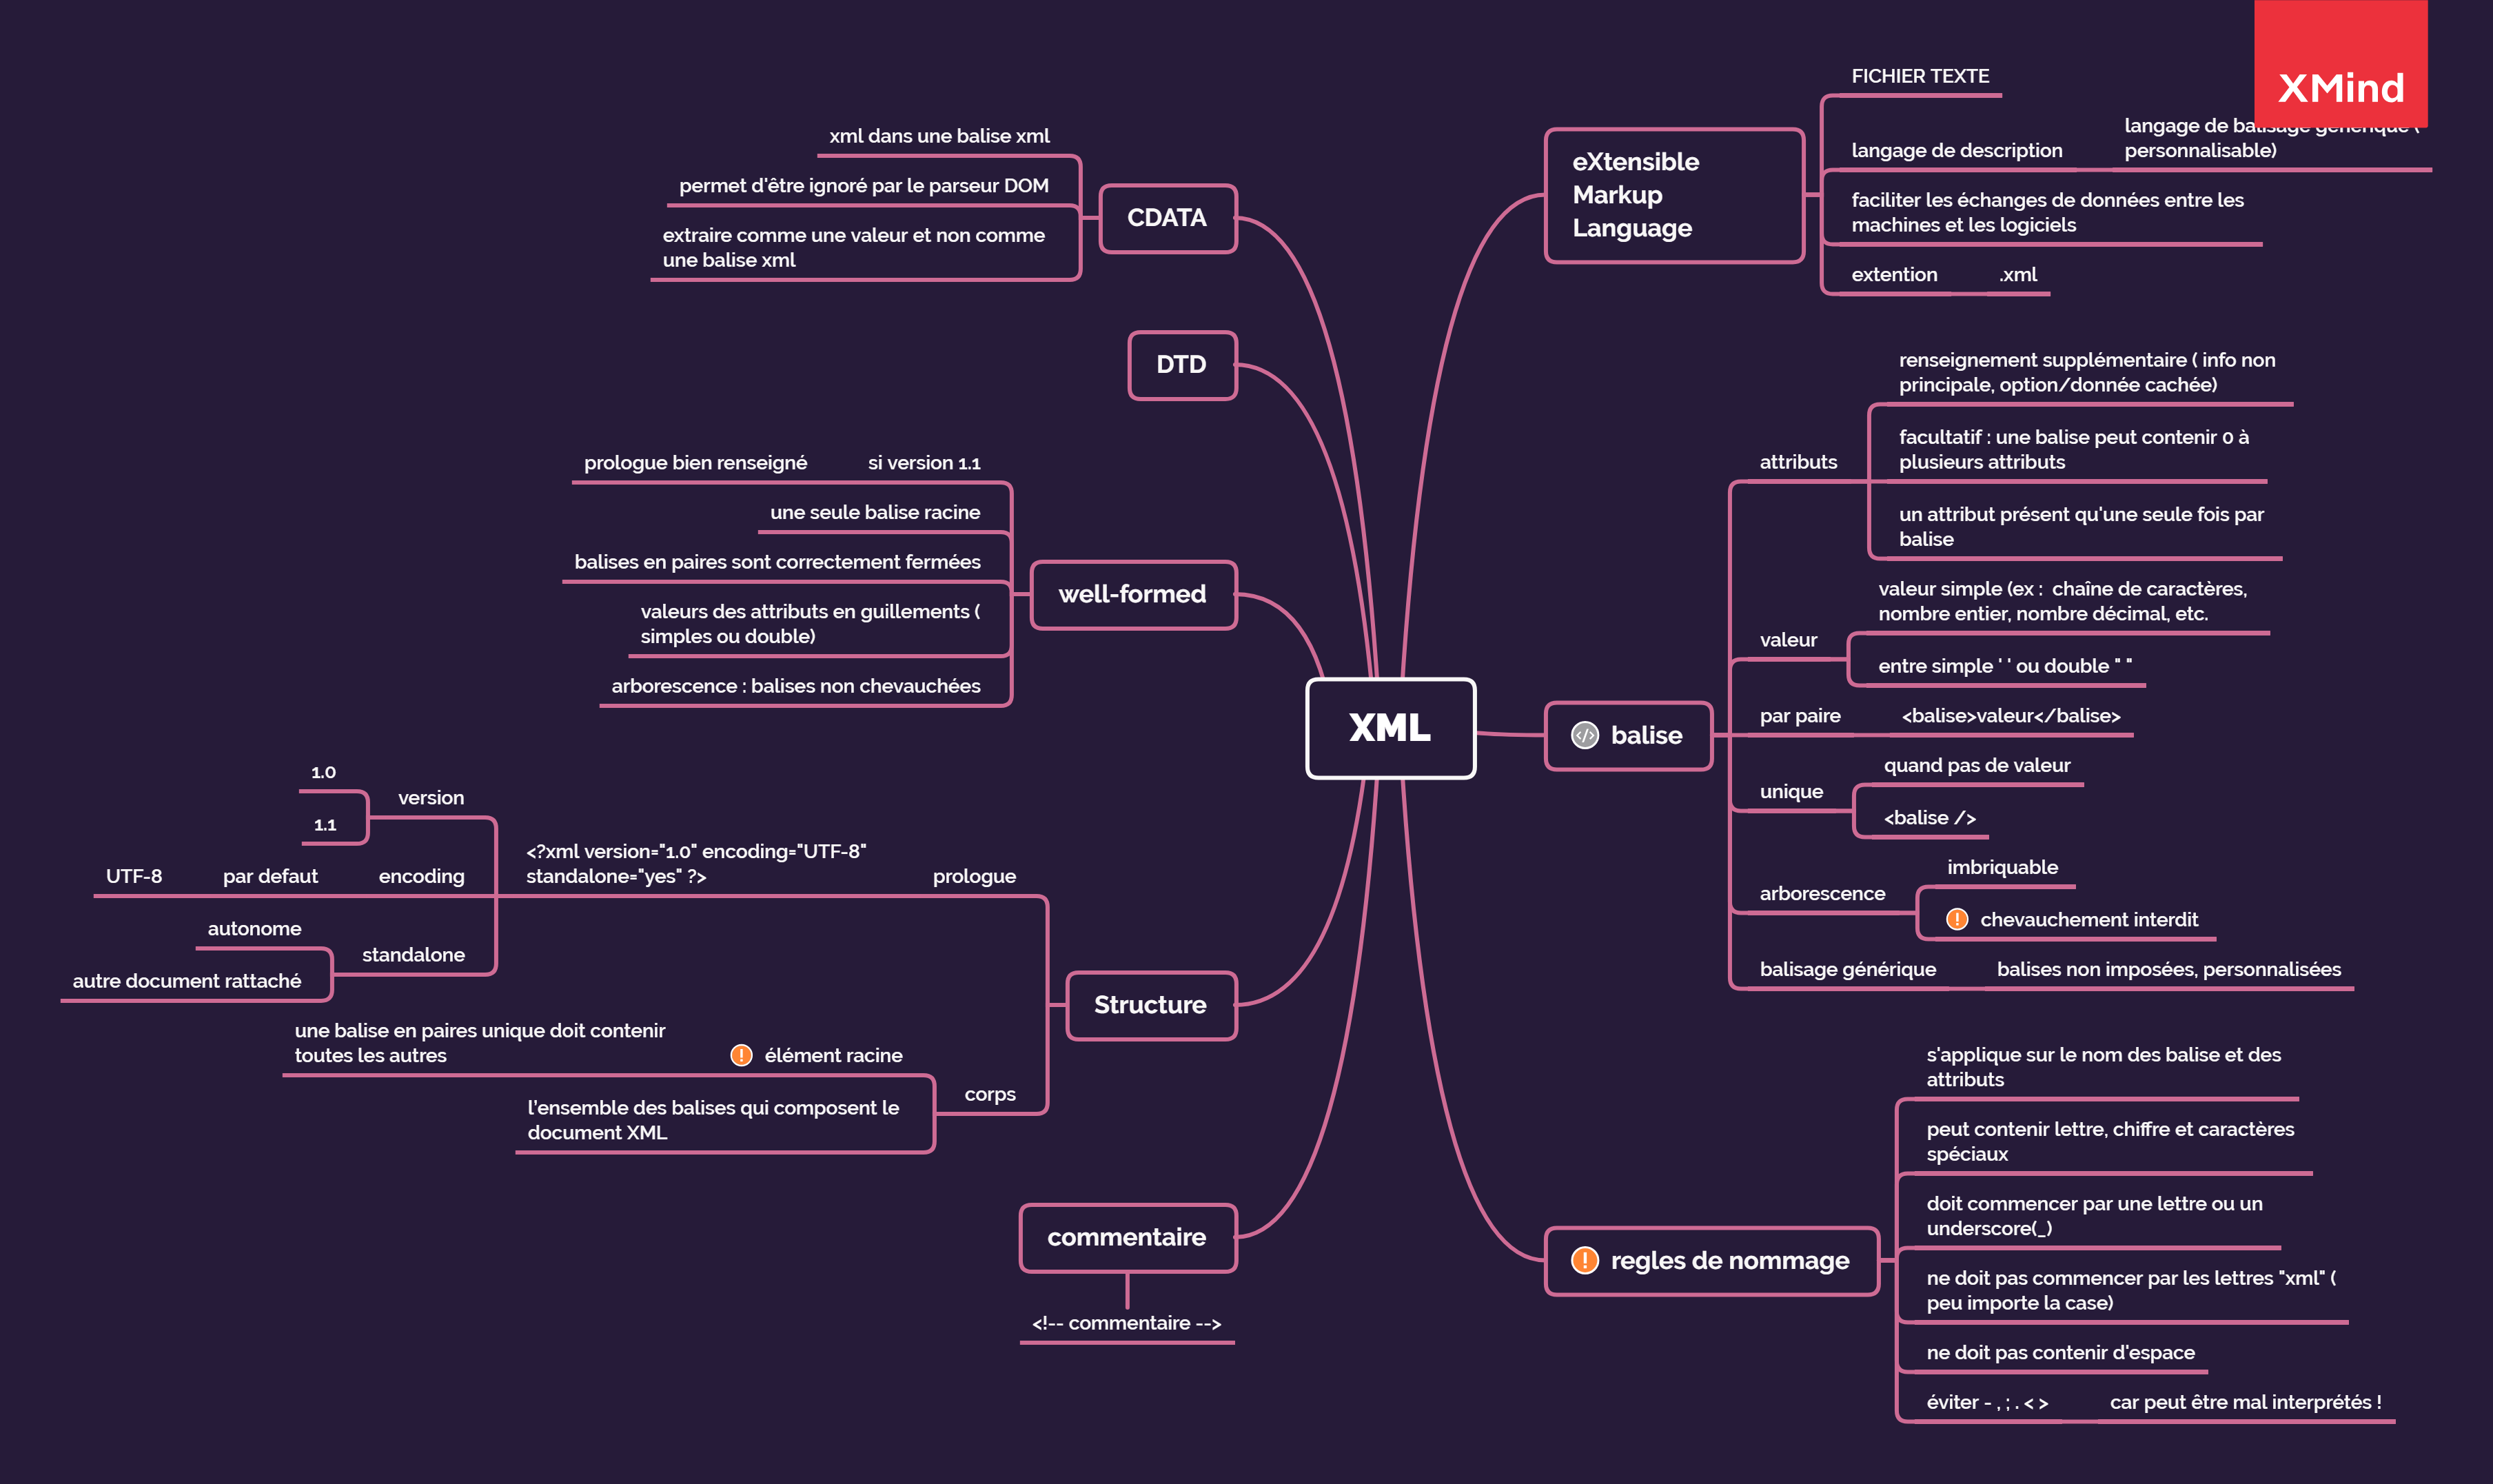 XMind
XML
eXtensible
Markup
Language
FICHIER TEXTE
langage de description
langage de
personnalisable)
faciliter les échanges de données entre les
machines et les logiciels
extention
.xml
balise
attributs
renseignement supplémentaire ( info non
principale, option/donnée cachée)
facultatif : une balise peut contenir 0 à
plusieurs attributs
un attribut présent qu'une seule fois par
balise
valeur
valeur simple (ex :  chaîne de caractères,
nombre entier, nombre décimal, etc.
entre simple ' ' ou double " "
par paire
<balise>valeur</balise>
unique
quand pas de valeur
<balise />
arborescence
imbriquable
chevauchement interdit
balisage générique
balises non imposées, personnalisées
regles de nommage
s'applique sur le nom des balise et des
attributs
peut contenir lettre, chiffre et caractères
spéciaux
doit commencer par une lettre ou un
underscore(_)
ne doit pas commencer par les lettres "xml" (
peu importe la case)
ne doit pas contenir d'espace
éviter - , ; . < >
car peut être mal interprétés !
CDATA
xml dans une balise xml
permet d'être ignoré par le parseur DOM
extraire comme une valeur et non comme
une balise xml
DTD
well-formed
prologue bien renseigné
si version 1.1
une seule balise racine
balises en paires sont correctement fermées
valeurs des attributs en guillements (
simples ou double)
arborescence : balises non chevauchées
Structure
prologue
<?xml version="1.0" encoding="UTF-8"
standalone="yes" ?>
version
1.0
1.1
encoding
par defaut
UTF-8
standalone
autonome
autre document rattaché
corps
élément racine
une balise en paires unique doit contenir
toutes les autres
l'ensemble des balises qui composent le
document XML
commentaire
<!-- commentaire -->